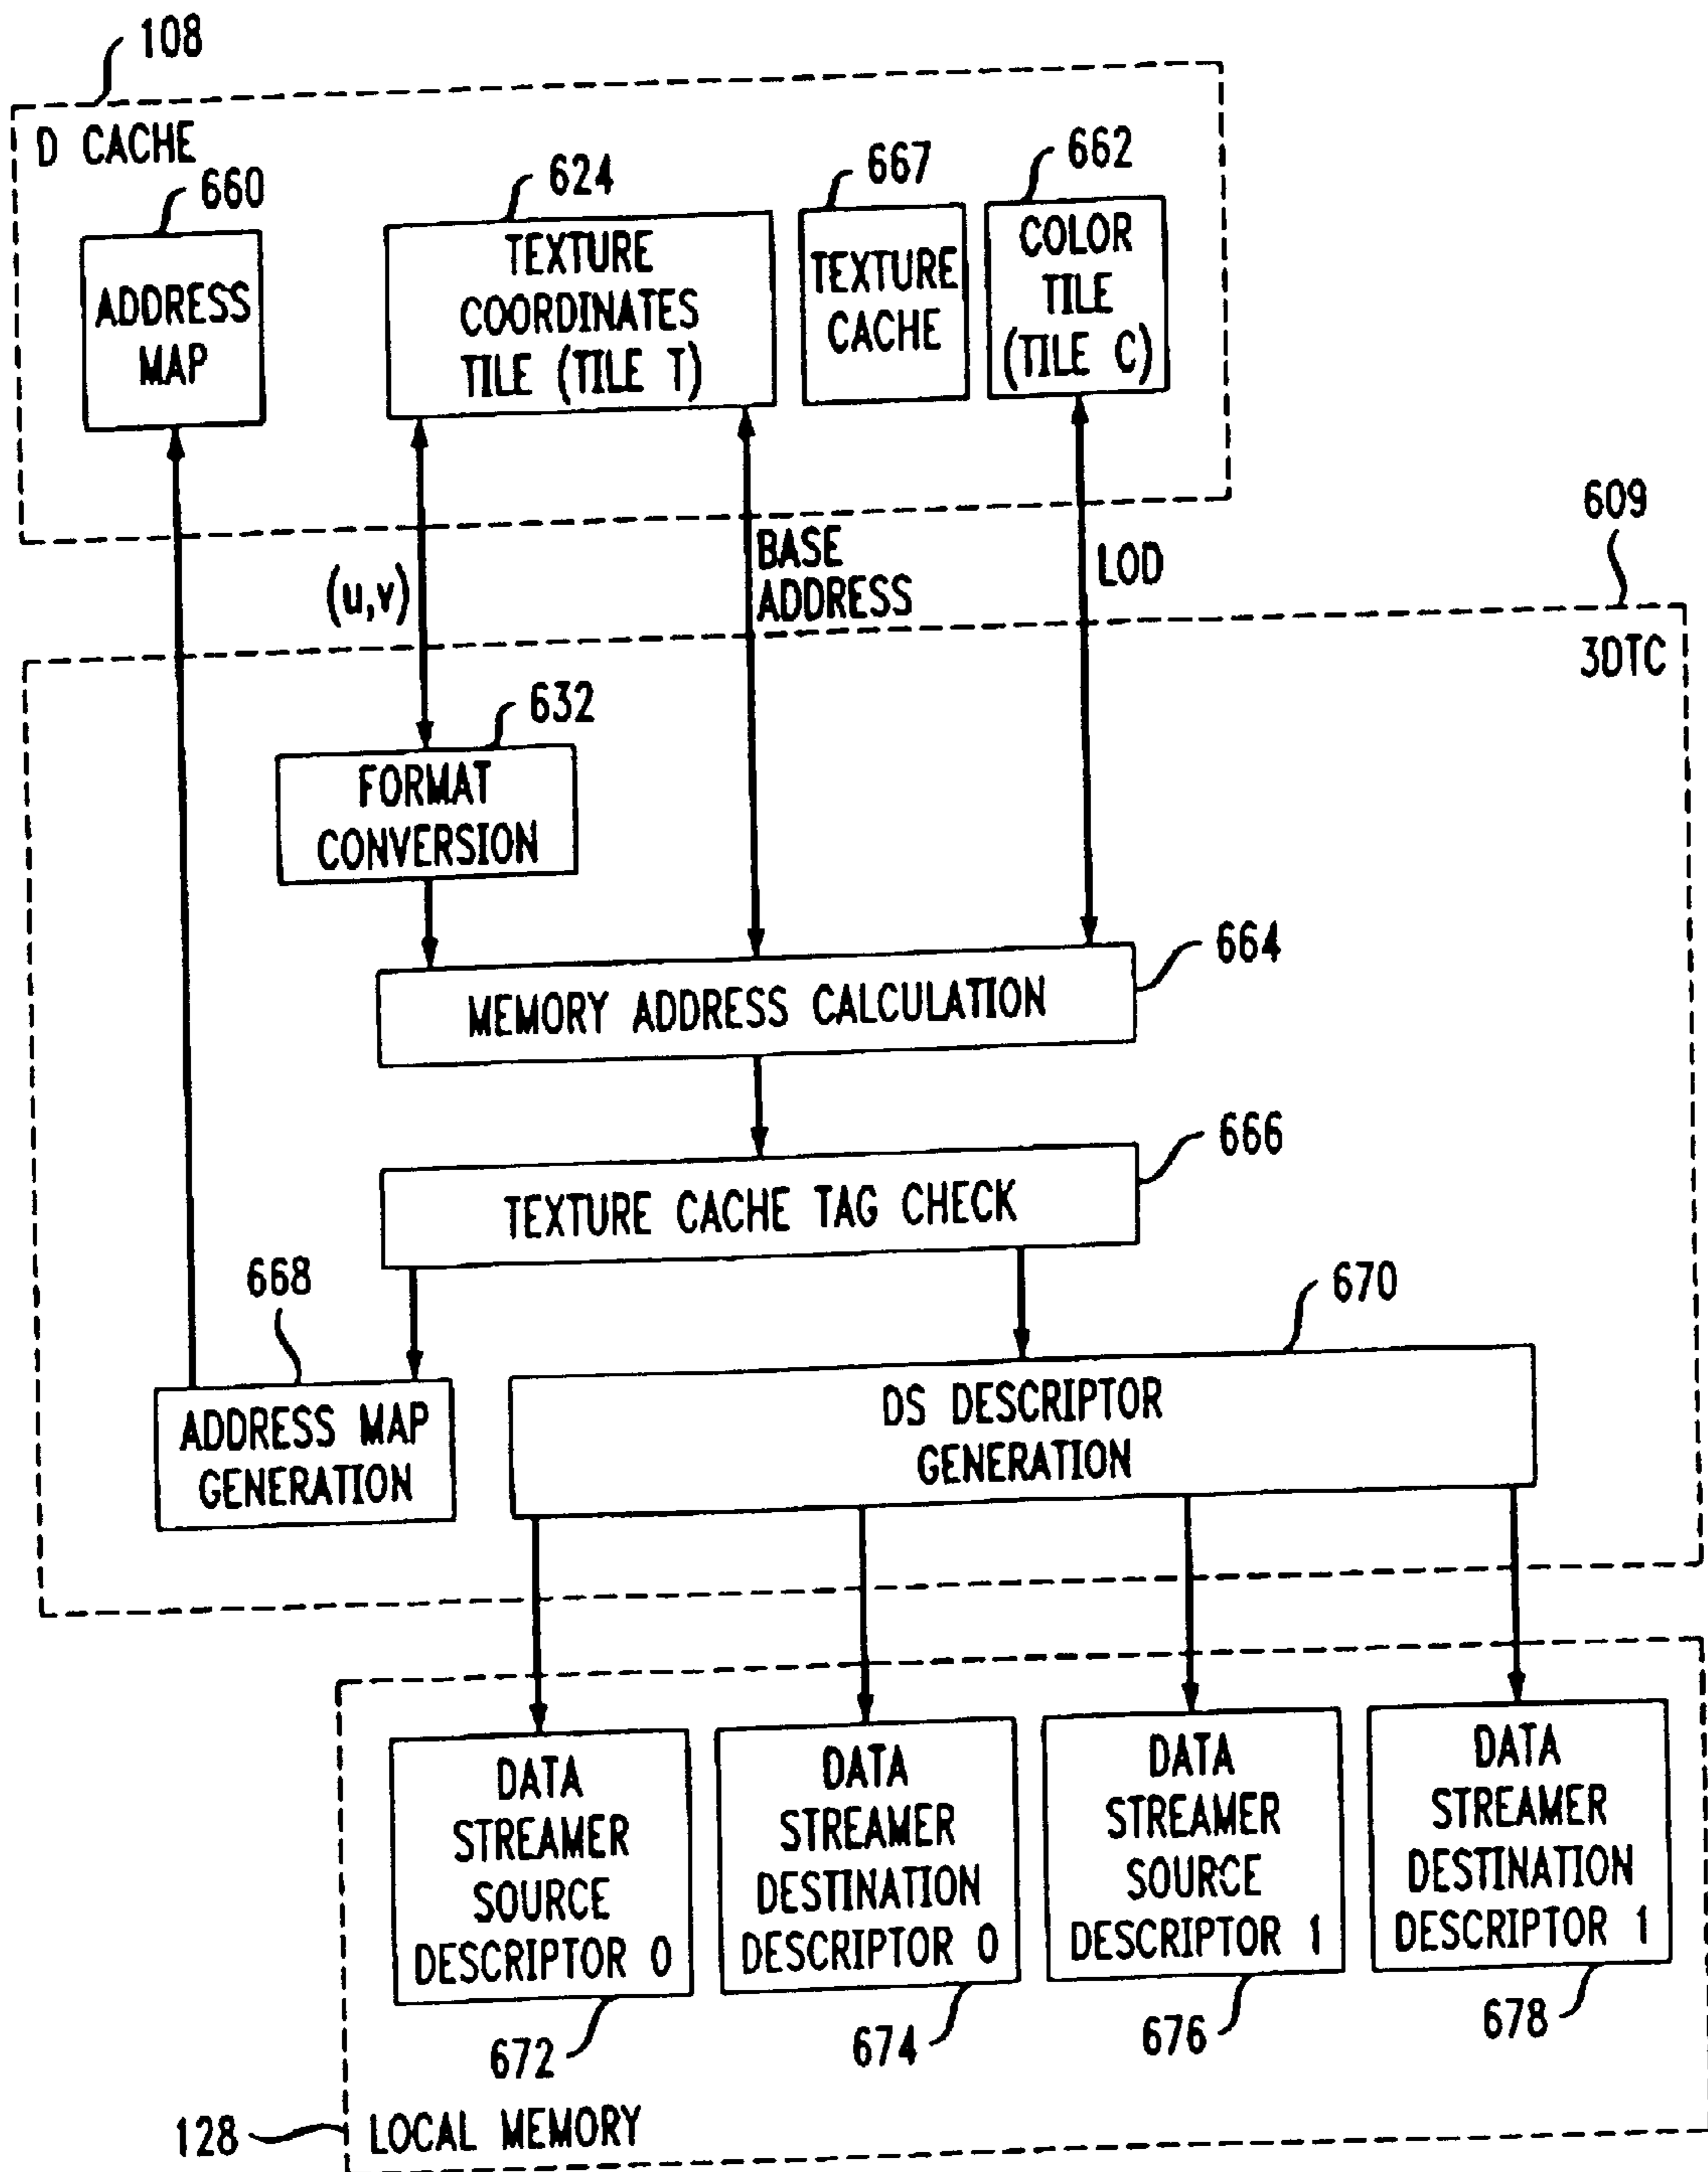 108
D CACHE
660
624
667
662
ADDRESS
MAP
TEXTURE
COORDINATES
TILE (TILE T)
TEXTURE
CACHE
COLOR
TILE
(TILE C)
609
(u,v)
BASE
ADDRESS
LOD
3DTC
632
FORMAT
CONVERSION
664
MEMORY ADDRESS CALCULATION
666
TEXTURE CACHE TAG CHECK
668
670
ADDRESS MAP
GENERATION
DS DESCRIPTOR
GENERATION
DATA
STREAMER
SOURCE
DESCRIPTOR 0
DATA
STREAMER
DESTINATION
DESCRIPTOR 0
DATA
STREAMER
SOURCE
DESCRIPTOR 1
DATA
STREAMER
DESTINATION
DESCRIPTOR 1
672
674
676
678
128
LOCAL MEMORY